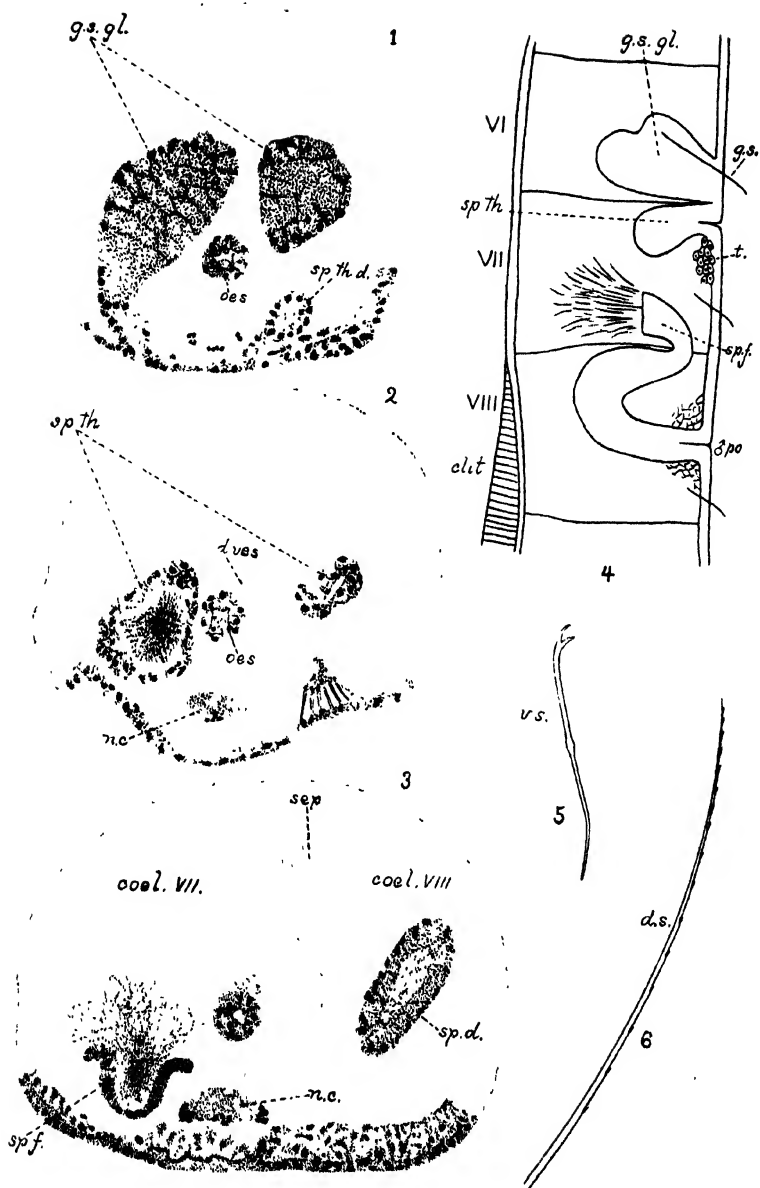 1
g.s.gl.
oes
sp.th d.
2
sp th
d ves
oes
n.c
3
sep
coel. VII.
coel. VIII
sp.d.
n.c.
sp f.
g.s. gl.
VI
g.s.
sp th
VII
t.
sp.f.
VIII
clit
♂po
4
v s.
5
d.s.
6